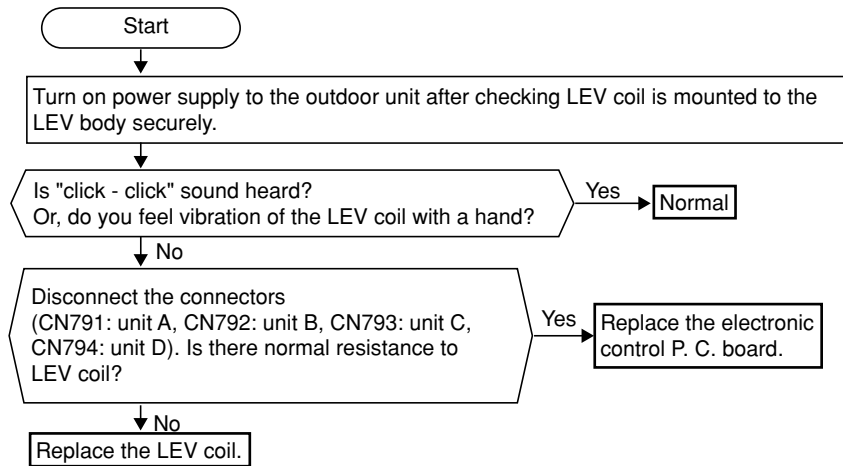 Start
Turn on power supply to the outdoor unit after checking LEV coil is mounted to the
LEV body securely.
Is "click - click" sound heard?
Or, do you feel vibration of the LEV coil with a hand?
Yes
Normal
No
Disconnect the connectors
(CN791: unit A, CN792: unit B, CN793: unit C,
CN794: unit D). Is there normal resistance to
LEV coil?
Yes
Replace the electronic
control P. C. board.
No
Replace the LEV coil.